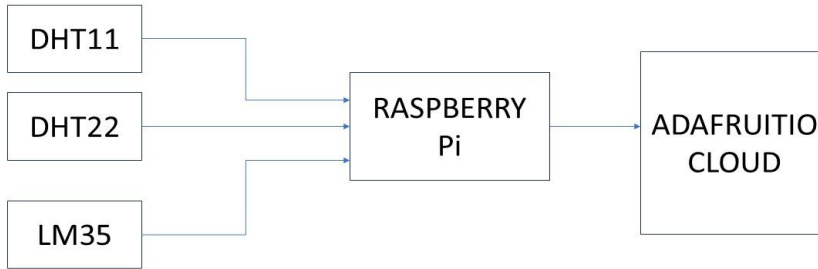 DHT11
DHT22
LM35
RASPBERRY
Pi
ADAFRUITIO
CLOUD